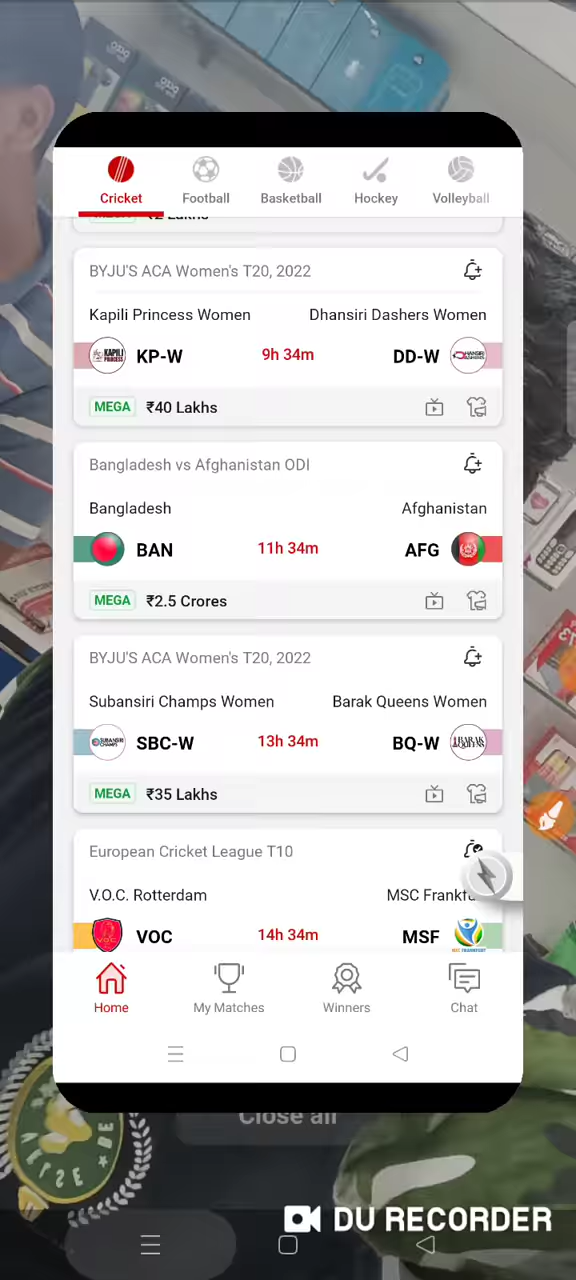 Cricket
Football
Basketball
Hockey
Volleyball
BYJU'S ACA Women's T20, 2022
Kapili Princess Women Dhansiri Dashers Women
KP-W 9h 34m DD-W
MEGA ₹40 Lakhs
Bangladesh vs Afghanistan ODI
Bangladesh Afghanistan
BAN 11h 34m AFG
MEGA ₹2.5 Crores
BYJU'S ACA Women's T20, 2022
Subansiri Champs Women Barak Queens Women
SBC-W 13h 34m BQ-W
MEGA ₹35 Lakhs
European Cricket League T10
V.O.C. Rotterdam MSC Frankfu
VOC 14h 34m MSF
Home
My Matches
Winners
Chat
Close all
DU RECORDER